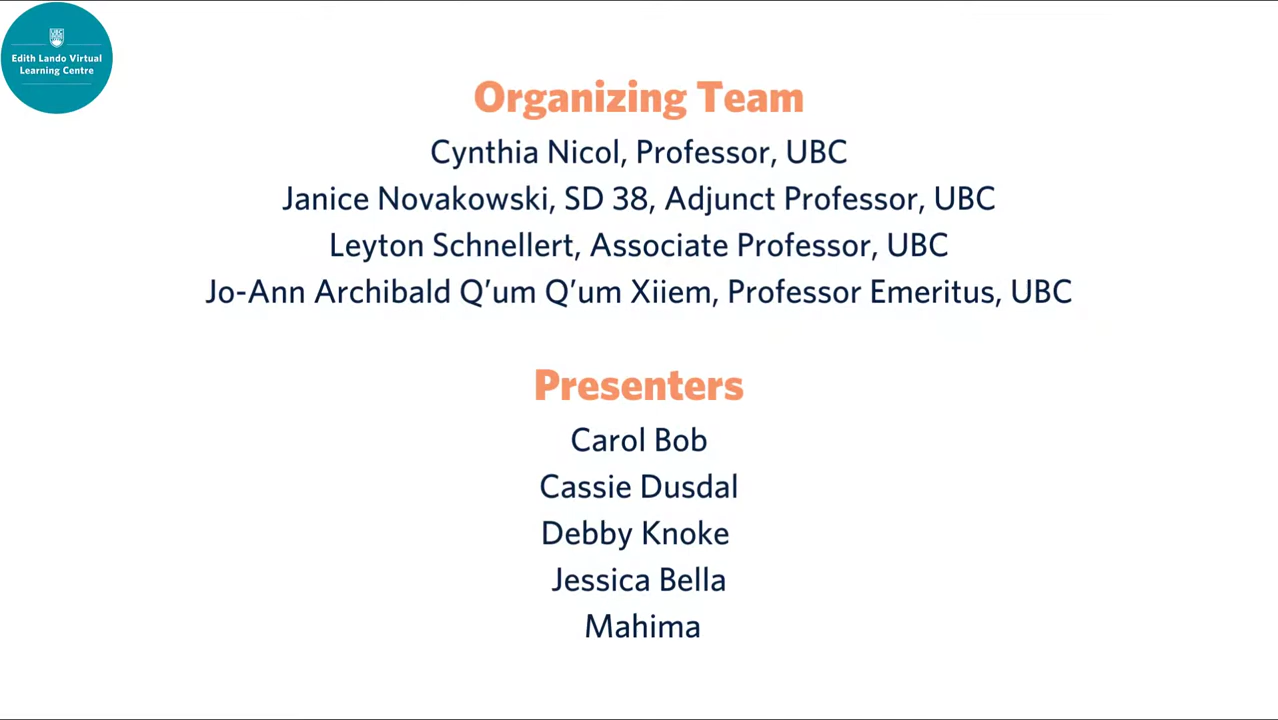 UBC
Edith Lando Virtual
Learning Centre
Organizing Team
Cynthia Nicol, Professor, UBC
Janice Novakowski, SD 38, Adjunct Professor, UBC
Leyton Schnellert, Associate Professor, UBC
Jo-Ann Archibald Q’um Q’um Xiiem, Professor Emeritus, UBC
Presenters
Carol Bob
Cassie Dusdal
Debby Knoke
Jessica Bella
Mahima